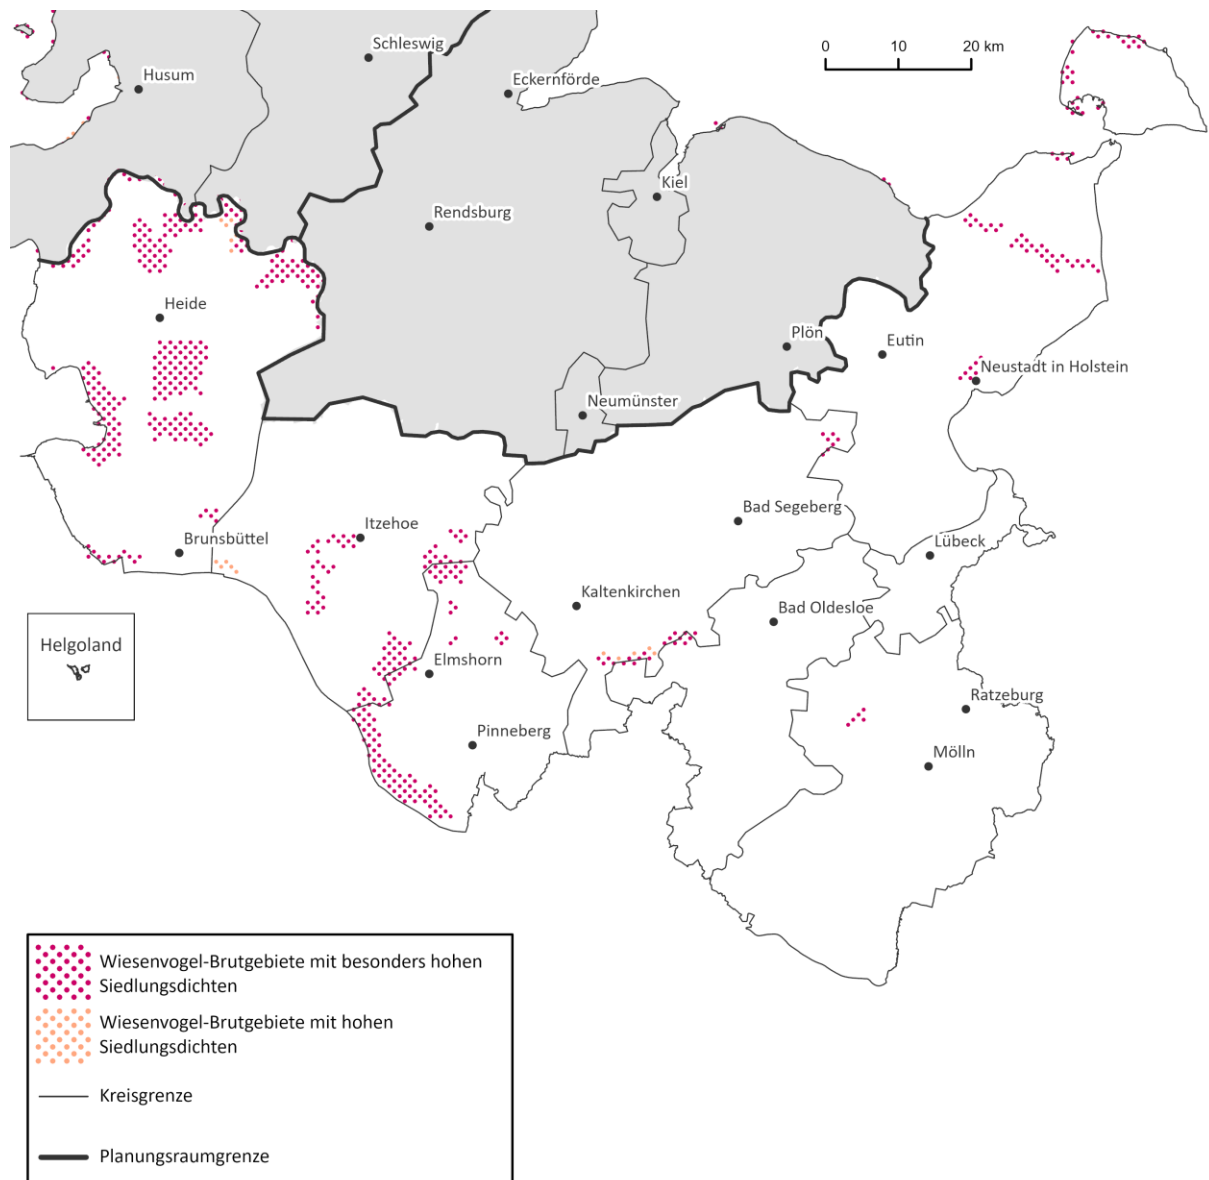 Schleswig
0 10 20 km
Husum
Eckernförde
Kiel
Rendsburg
Heide
Plön
Eutin
Neustadt in Holstein
Neumünster
Bad Segeberg
Itzehoe
Brunsbüttel
Lübeck
Kaltenkirchen
Bad Oldesloe
Helgoland
Elmshorn
Ratzeburg
Pinneberg
Mölln
Wiesenvogel-Brutgebiete mit besonders hohen
Siedlungsdichten
Wiesenvogel-Brutgebiete mit hohen
Siedlungsdichten
Kreisgrenze
Planungsraumgrenze